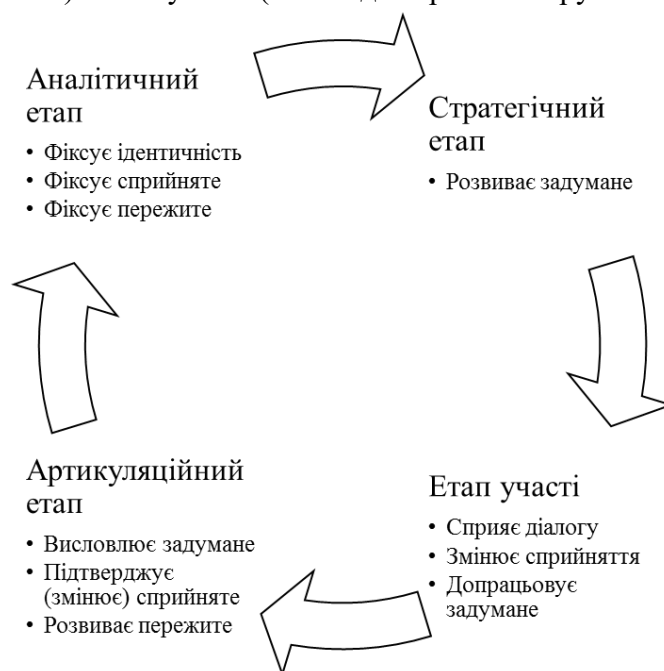 Аналітичний
етап
• Фіксує ідентичність
• Фіксує сприйняте
• Фіксує пережите
Стратегічний
етап
• Розвиває задумане
Етап участі
• Сприяє діалогу
• Змінює сприйняття
• Допрацьовує
задумане
Артикуляційний
етап
• Висловлює задумане
• Підтверджує
(змінює) сприйняте
• Розвиває пережите